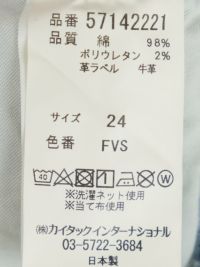 品番 57142221
品質 綿 98%
ポリウレタン 2%
革ラベル 牛革
サイズ 24
色番 FVS
40 W
※洗濯ネット使用
※当て布使用
㈱カイタックインターナショナル
03-5722-3684
日本製